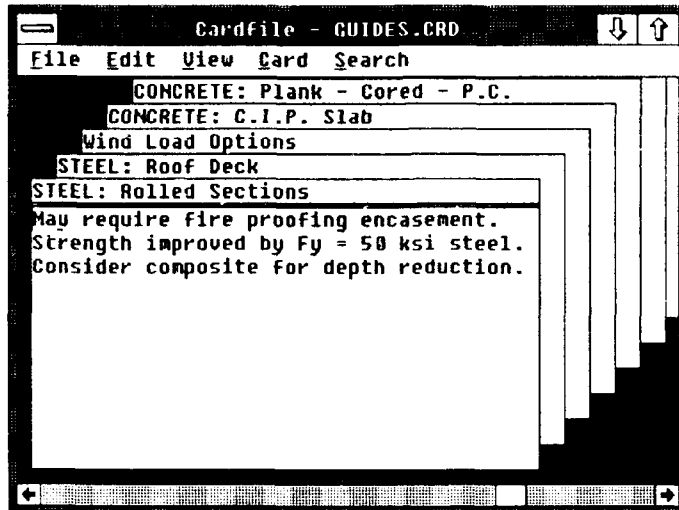 Cardfile - GUIDES.CRD
File Edit View Card Search
CONCRETE: Plank - Cored - P.C.
CONCRETE: C.I.P. Slab
Wind Load Options
STEEL: Roof Deck
STEEL: Rolled Sections
May require fire proofing encasement.
Strength improved by Fy = 50 ksi steel.
Consider composite for depth reduction.